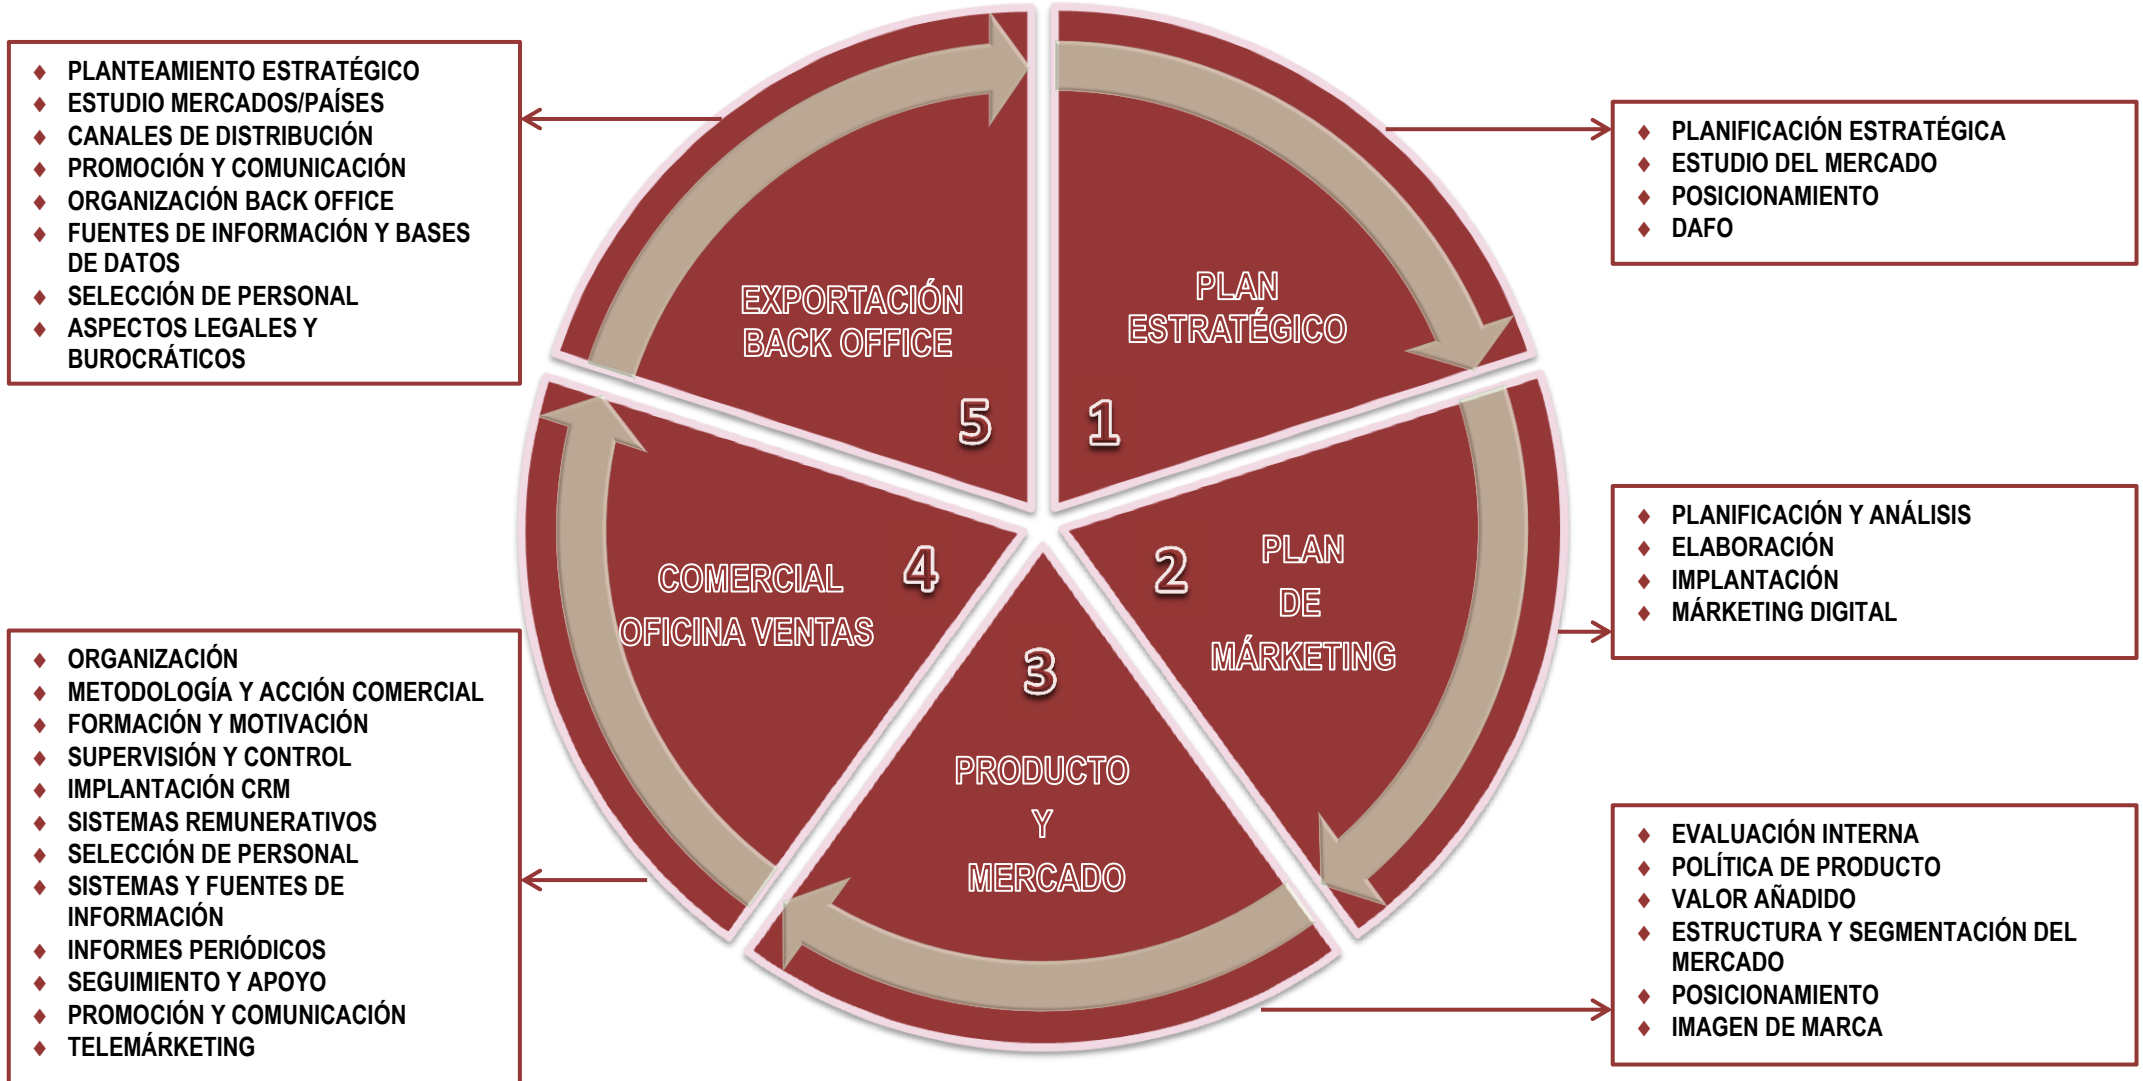 PLANTEAMIENTO ESTRATÉGICO
ESTUDIO MERCADOS/PAÍSES
CANALES DE DISTRIBUCIÓN
PROMOCIÓN Y COMUNICACIÓN
ORGANIZACIÓN BACK OFFICE
FUENTES DE INFORMACIÓN Y BASES
DE DATOS
SELECCIÓN DE PERSONAL
ASPECTOS LEGALES Y
BUROCRÁTICOS
EXPORTACIÓN
BACK OFFICE
5
PLAN
ESTRATÉGICO
1
PLANIFICACIÓN ESTRATÉGICA
ESTUDIO DEL MERCADO
POSICIONAMIENTO
DAFO
PLAN
DE
MÁRKETING
2
PLANIFICACIÓN Y ANÁLISIS
ELABORACIÓN
IMPLANTACIÓN
MÁRKETING DIGITAL
COMERCIAL
OFICINA VENTAS
4
ORGANIZACIÓN
METODOLOGÍA Y ACCIÓN COMERCIAL
FORMACIÓN Y MOTIVACIÓN
SUPERVISIÓN Y CONTROL
IMPLANTACIÓN CRM
SISTEMAS REMUNERATIVOS
SELECCIÓN DE PERSONAL
SISTEMAS Y FUENTES DE
INFORMACIÓN
INFORMES PERIÓDICOS
SEGUIMIENTO Y APOYO
PROMOCIÓN Y COMUNICACIÓN
TELEMÁRKETING
3
PRODUCTO
Y
MERCADO
EVALUACIÓN INTERNA
POLÍTICA DE PRODUCTO
VALOR AÑADIDO
ESTRUCTURA Y SEGMENTACIÓN DEL
MERCADO
POSICIONAMIENTO
IMAGEN DE MARCA